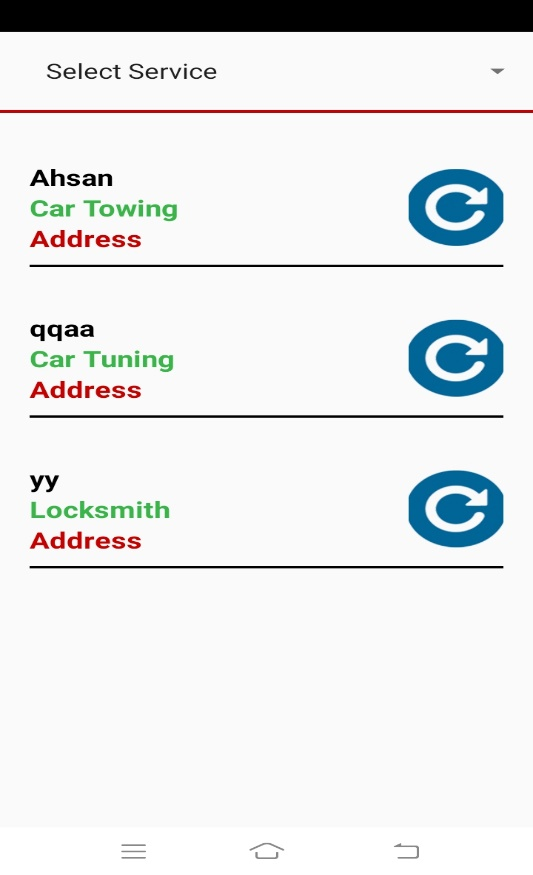 Select Service
Ahsan
Car Towing
Address
qqaa
Car Tuning
Address
yy
Locksmith
Address